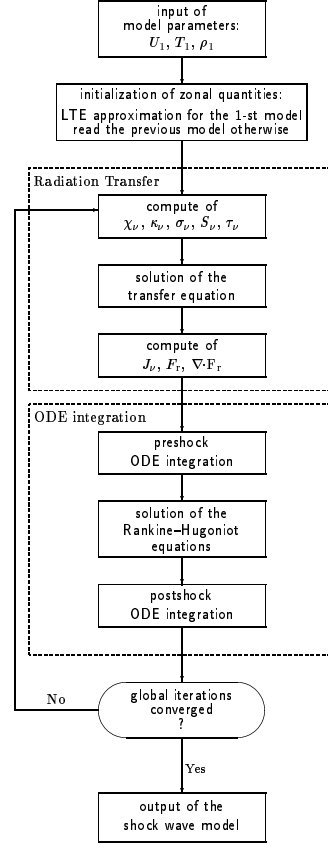 input of
model parameters:
U₁, T₁, ρ₁
initialization of zonal quantities:
LTE approximation for the 1-st model
read the previous model otherwise
Radiation Transfer
compute of
χν, κν, σν, Sν, τν
solution of the
transfer equation
compute of
Jν, Fr, ∇·Fr
ODE integration
preshock
ODE integration
solution of the
Rankine–Hugoniot
equations
postshock
ODE integration
global iterations
converged
?
No
Yes
output of the
shock wave model